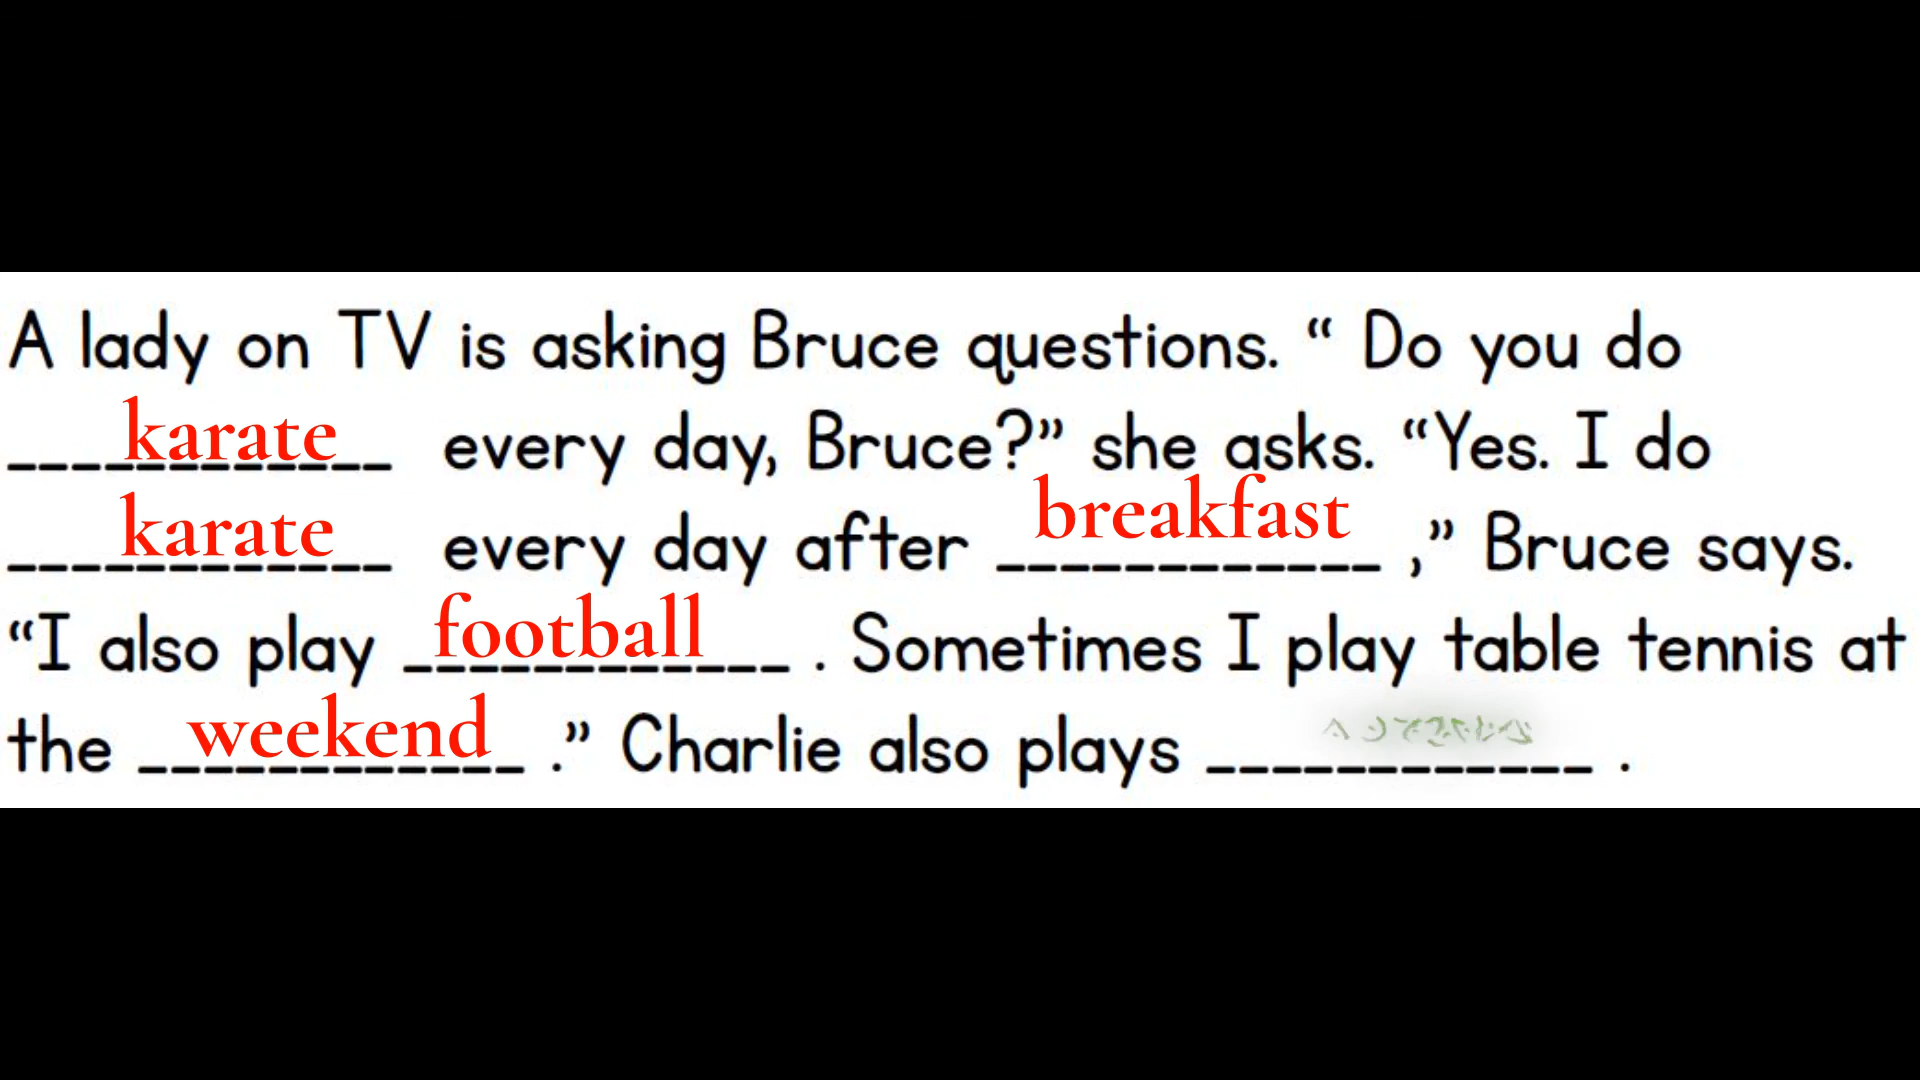 A lady on TV is asking Bruce questions. “ Do you do
karate every day, Bruce?” she asks. “Yes. I do
karate every day after breakfast ,” Bruce says.
“I also play football . Sometimes I play table tennis at
the weekend .” Charlie also plays ____________ .